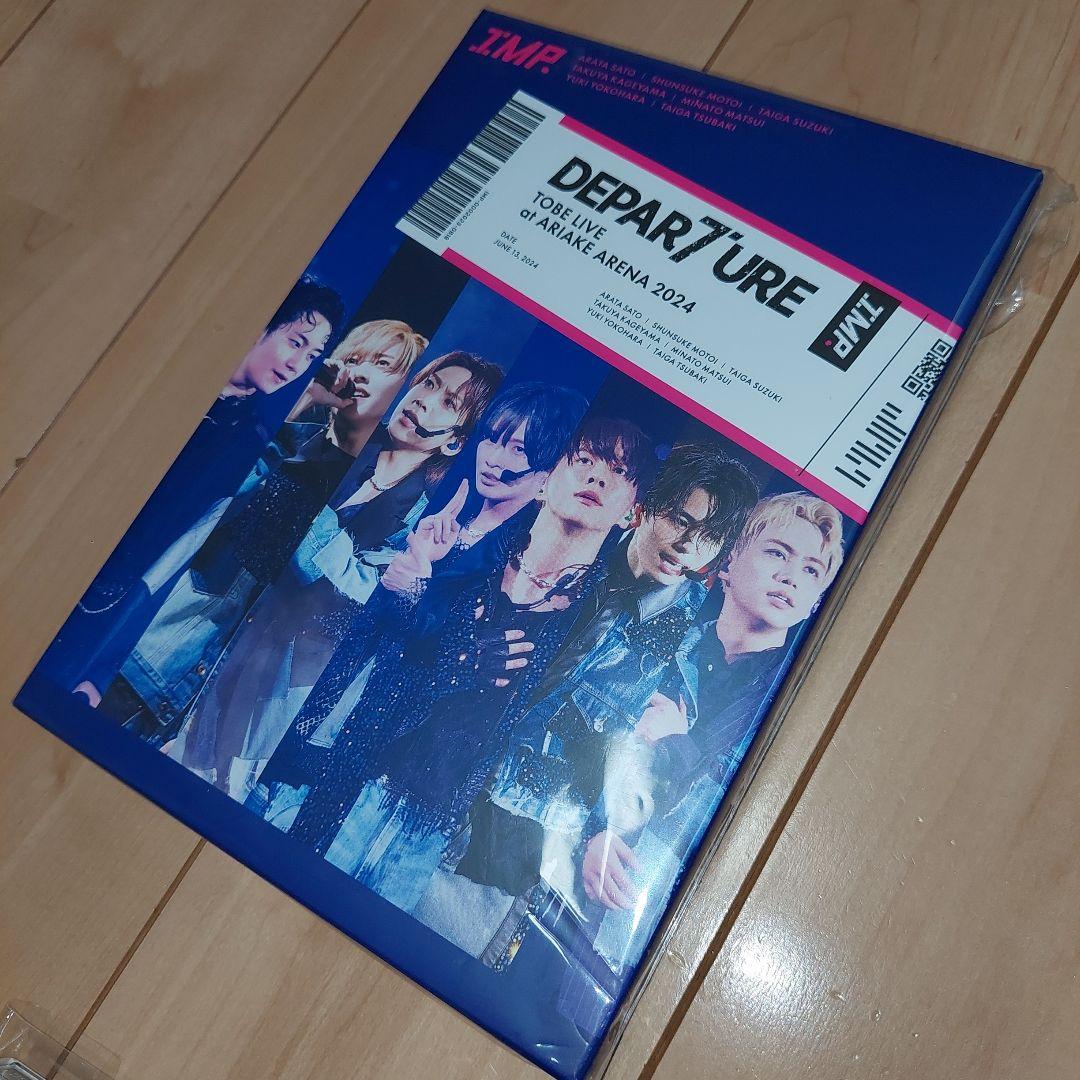 IMP.
ARATA SATO | SHUNSUKE MOTOI | TAIGA SUZUKI
TAKUYA KAGEYAMA | MINATO MATSUI
YUKI YOKOHARA | TAIGA TSUBAKI
DEPAR7URE
TOBE LIVE
at ARIAKE ARENA 2024
DATE
JUNE 13, 2024
IMP.
ARATA SATO | SHUNSUKE MOTOI | TAIGA SUZUKI
TAKUYA KAGEYAMA | MINATO MATSUI
YUKI YOKOHARA | TAIGA TSUBAKI